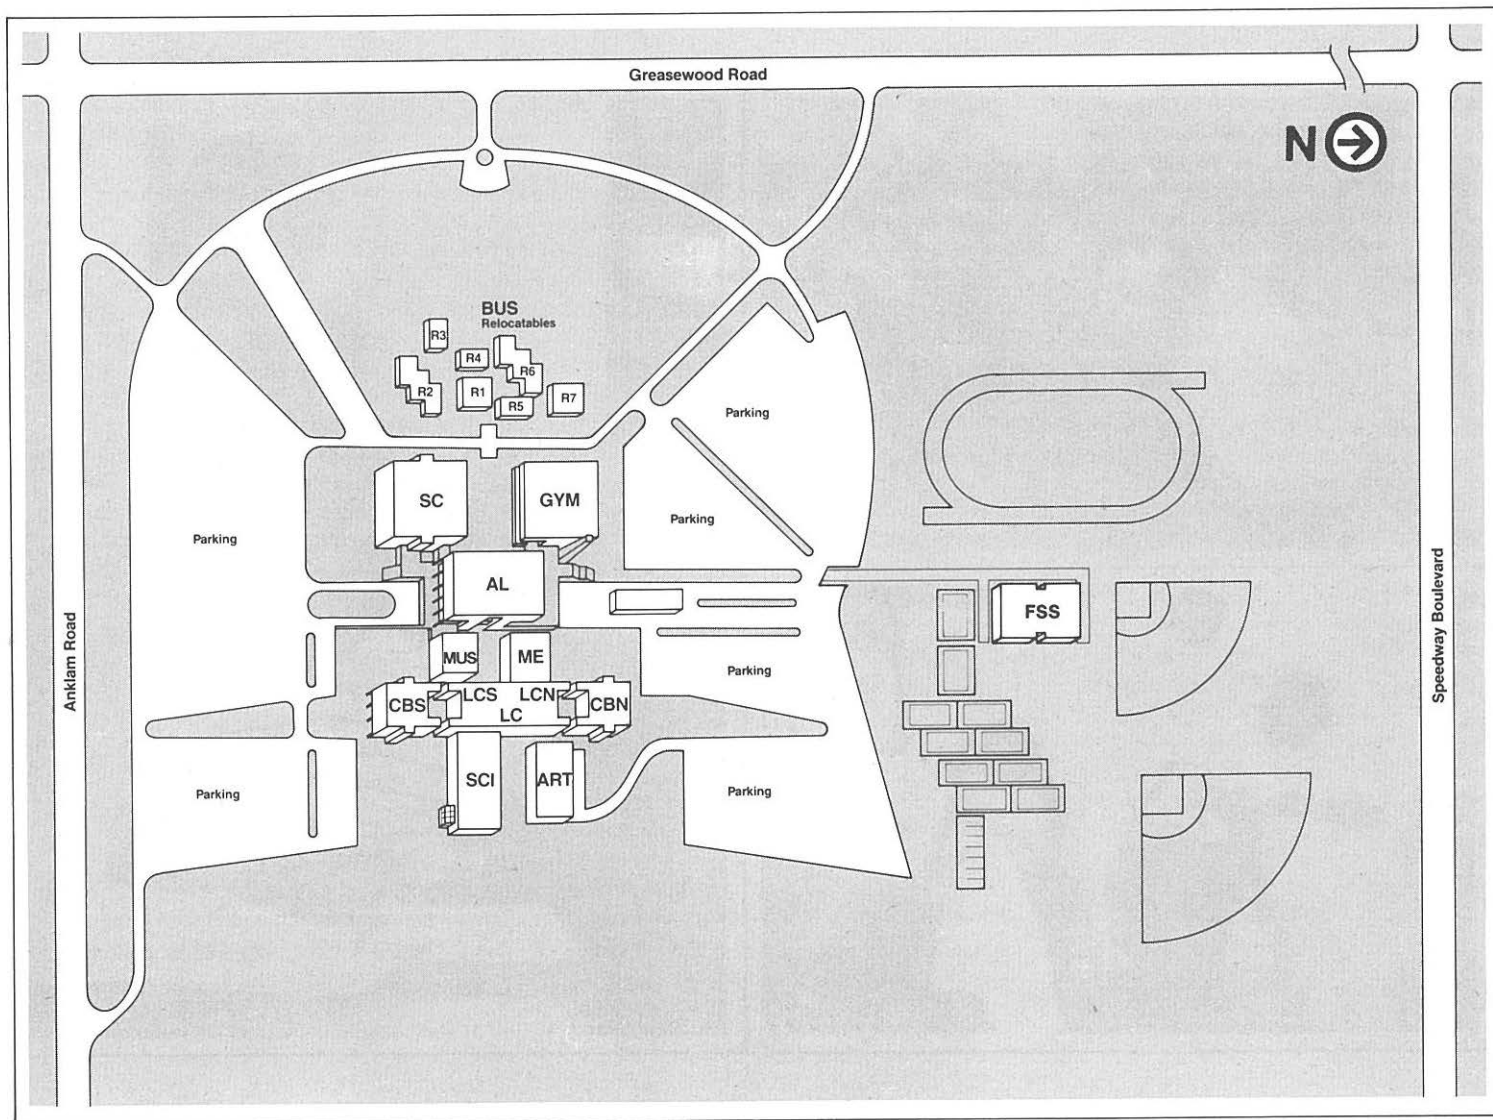 Greasewood Road
N
BUS
Relocatables
R3
R4
R6
R2
R1
R5
R7
Parking
SC
GYM
Parking
Parking
AL
FSS
Anklam Road
Speedway Boulevard
MUS
ME
Parking
LCS
LCN
CBS
LC
CBN
SCI
ART
Parking
Parking